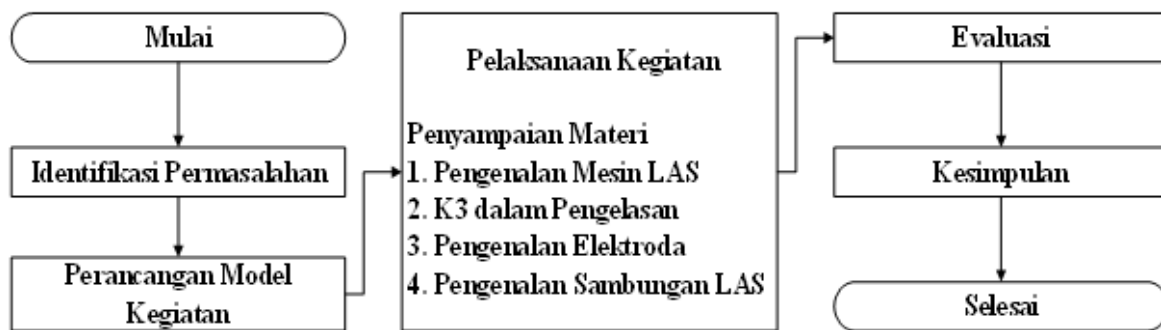 Mulai
Identifikasi Permasalahan
Perancangan Model
Kegiatan
Pelaksanaan Kegiatan
Penyampaian Materi
1. Pengenalan Mesin LAS
2. K3 dalam Pengelasan
3. Pengenalan Elektroda
4. Pengenalan Sambungan LAS
Evaluasi
Kesimpulan
Selesai